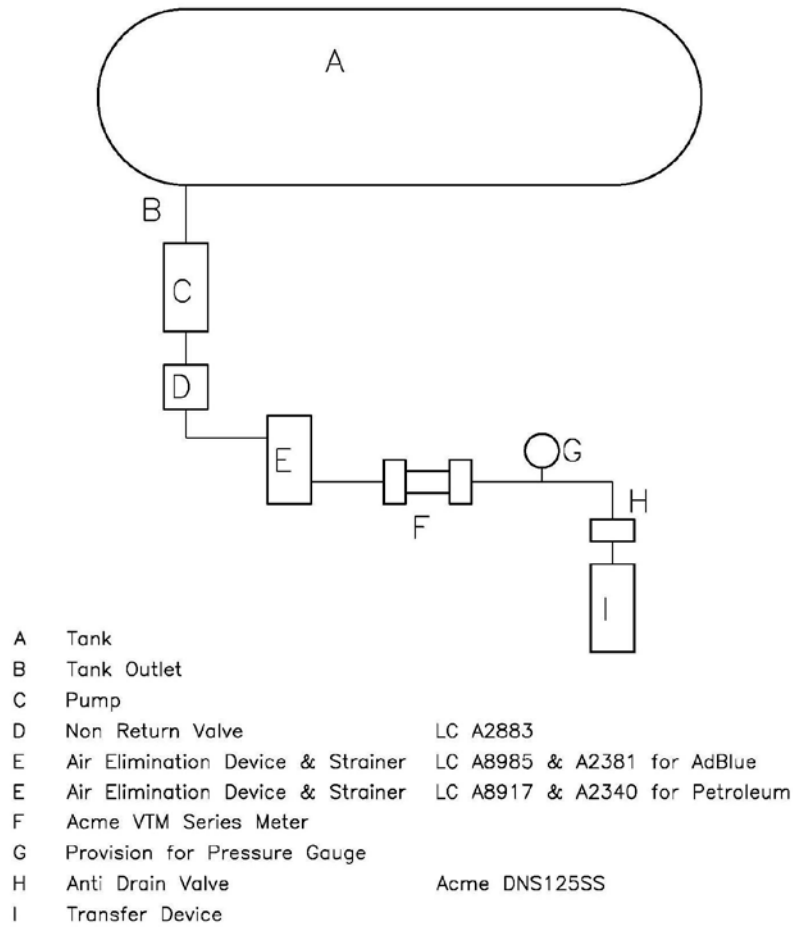 A
B
C
D
E
F
G
H
I
A Tank
B Tank Outlet
C Pump
D Non Return Valve LC A2883
E Air Elimination Device & Strainer LC A8985 & A2381 for AdBlue
E Air Elimination Device & Strainer LC A8917 & A2340 for Petroleum
F Acme VTM Series Meter
G Provision for Pressure Gauge
H Anti Drain Valve Acme DNS125SS
I Transfer Device